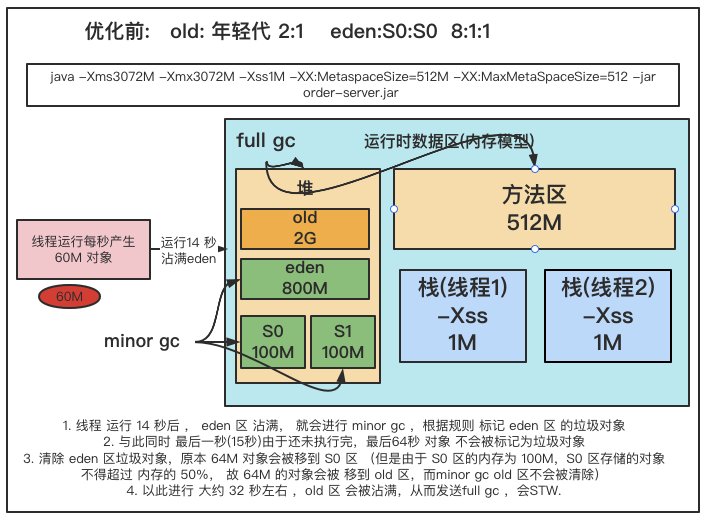 优化前: old: 年轻代 2:1 eden:S0:S0 8:1:1
java -Xms3072M -Xmx3072M -Xss1M -XX:MetaspaceSize=512M -XX:MaxMetaSpaceSize=512 -jar
order-server.jar
full gc
运行时数据区(内存模型)
堆
old
2G
eden
800M
S0
100M
S1
100M
方法区
512M
栈(线程1)
-Xss
1M
栈(线程2)
-Xss
1M
线程运行每秒产生
60M 对象
运行14 秒
沾满eden
60M
minor gc
1. 线程 运行 14 秒后 ， eden 区 沾满， 就会进行 minor gc ，根据规则 标记 eden 区 的垃圾对象
2. 与此同时 最后一秒(15秒)由于还未执行完，最后64秒 对象 不会被标记为垃圾对象
3. 清除 eden区垃圾对象，原本 64M 对象会被移到 S0 区 （但是由于 S0 区的内存为 100M，S0 区存储的对象
不得超过 内存的 50%， 故 64M 的对象会被 移到 old 区，而minor gc old 区不会被清除）
4. 以此进行 大约 32 秒左右 ，old 区 会被沾满，从而发送full gc ，会STW.